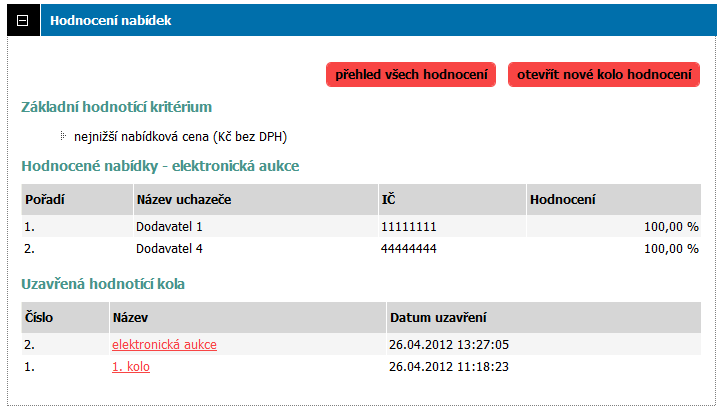 Hodnocení nabídek
přehled všech hodnocení otevřít nové kolo hodnocení
Základní hodnotící kritérium
nejnižší nabídková cena (Kč bez DPH)
Hodnocené nabídky - elektronická aukce
Pořadí Název uchazeče IČ Hodnocení
1. Dodavatel 1 11111111 100,00 %
2. Dodavatel 4 44444444 100,00 %
Uzavřená hodnotící kola
Číslo Název Datum uzavření
2. elektronická aukce 26.04.2012 13:27:05
1. 1. kolo 26.04.2012 11:18:23